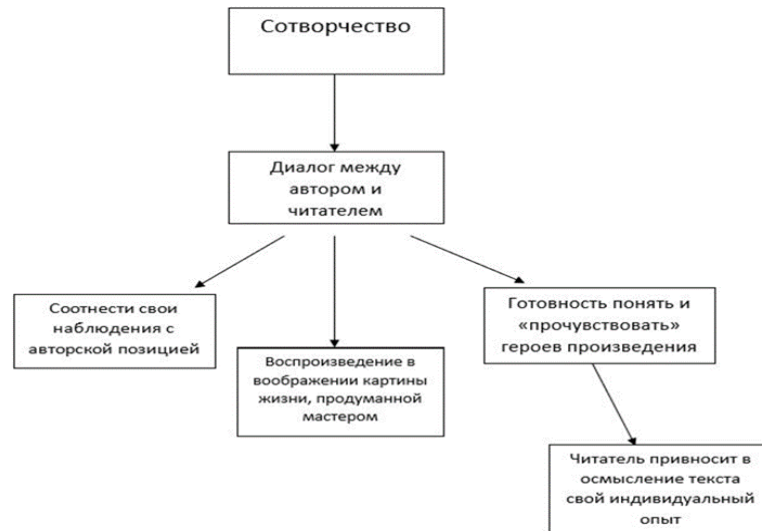 Сотворчество
Диалог между
автором и
читателем
Соотнести свои
наблюдения с
авторской позицией
Воспроизведение в
воображении картины
жизни, продуманной
мастером
Готовность понять и
«прочувствовать»
героев произведения
Читатель привносит в
осмысление текста
свой индивидуальный
опыт